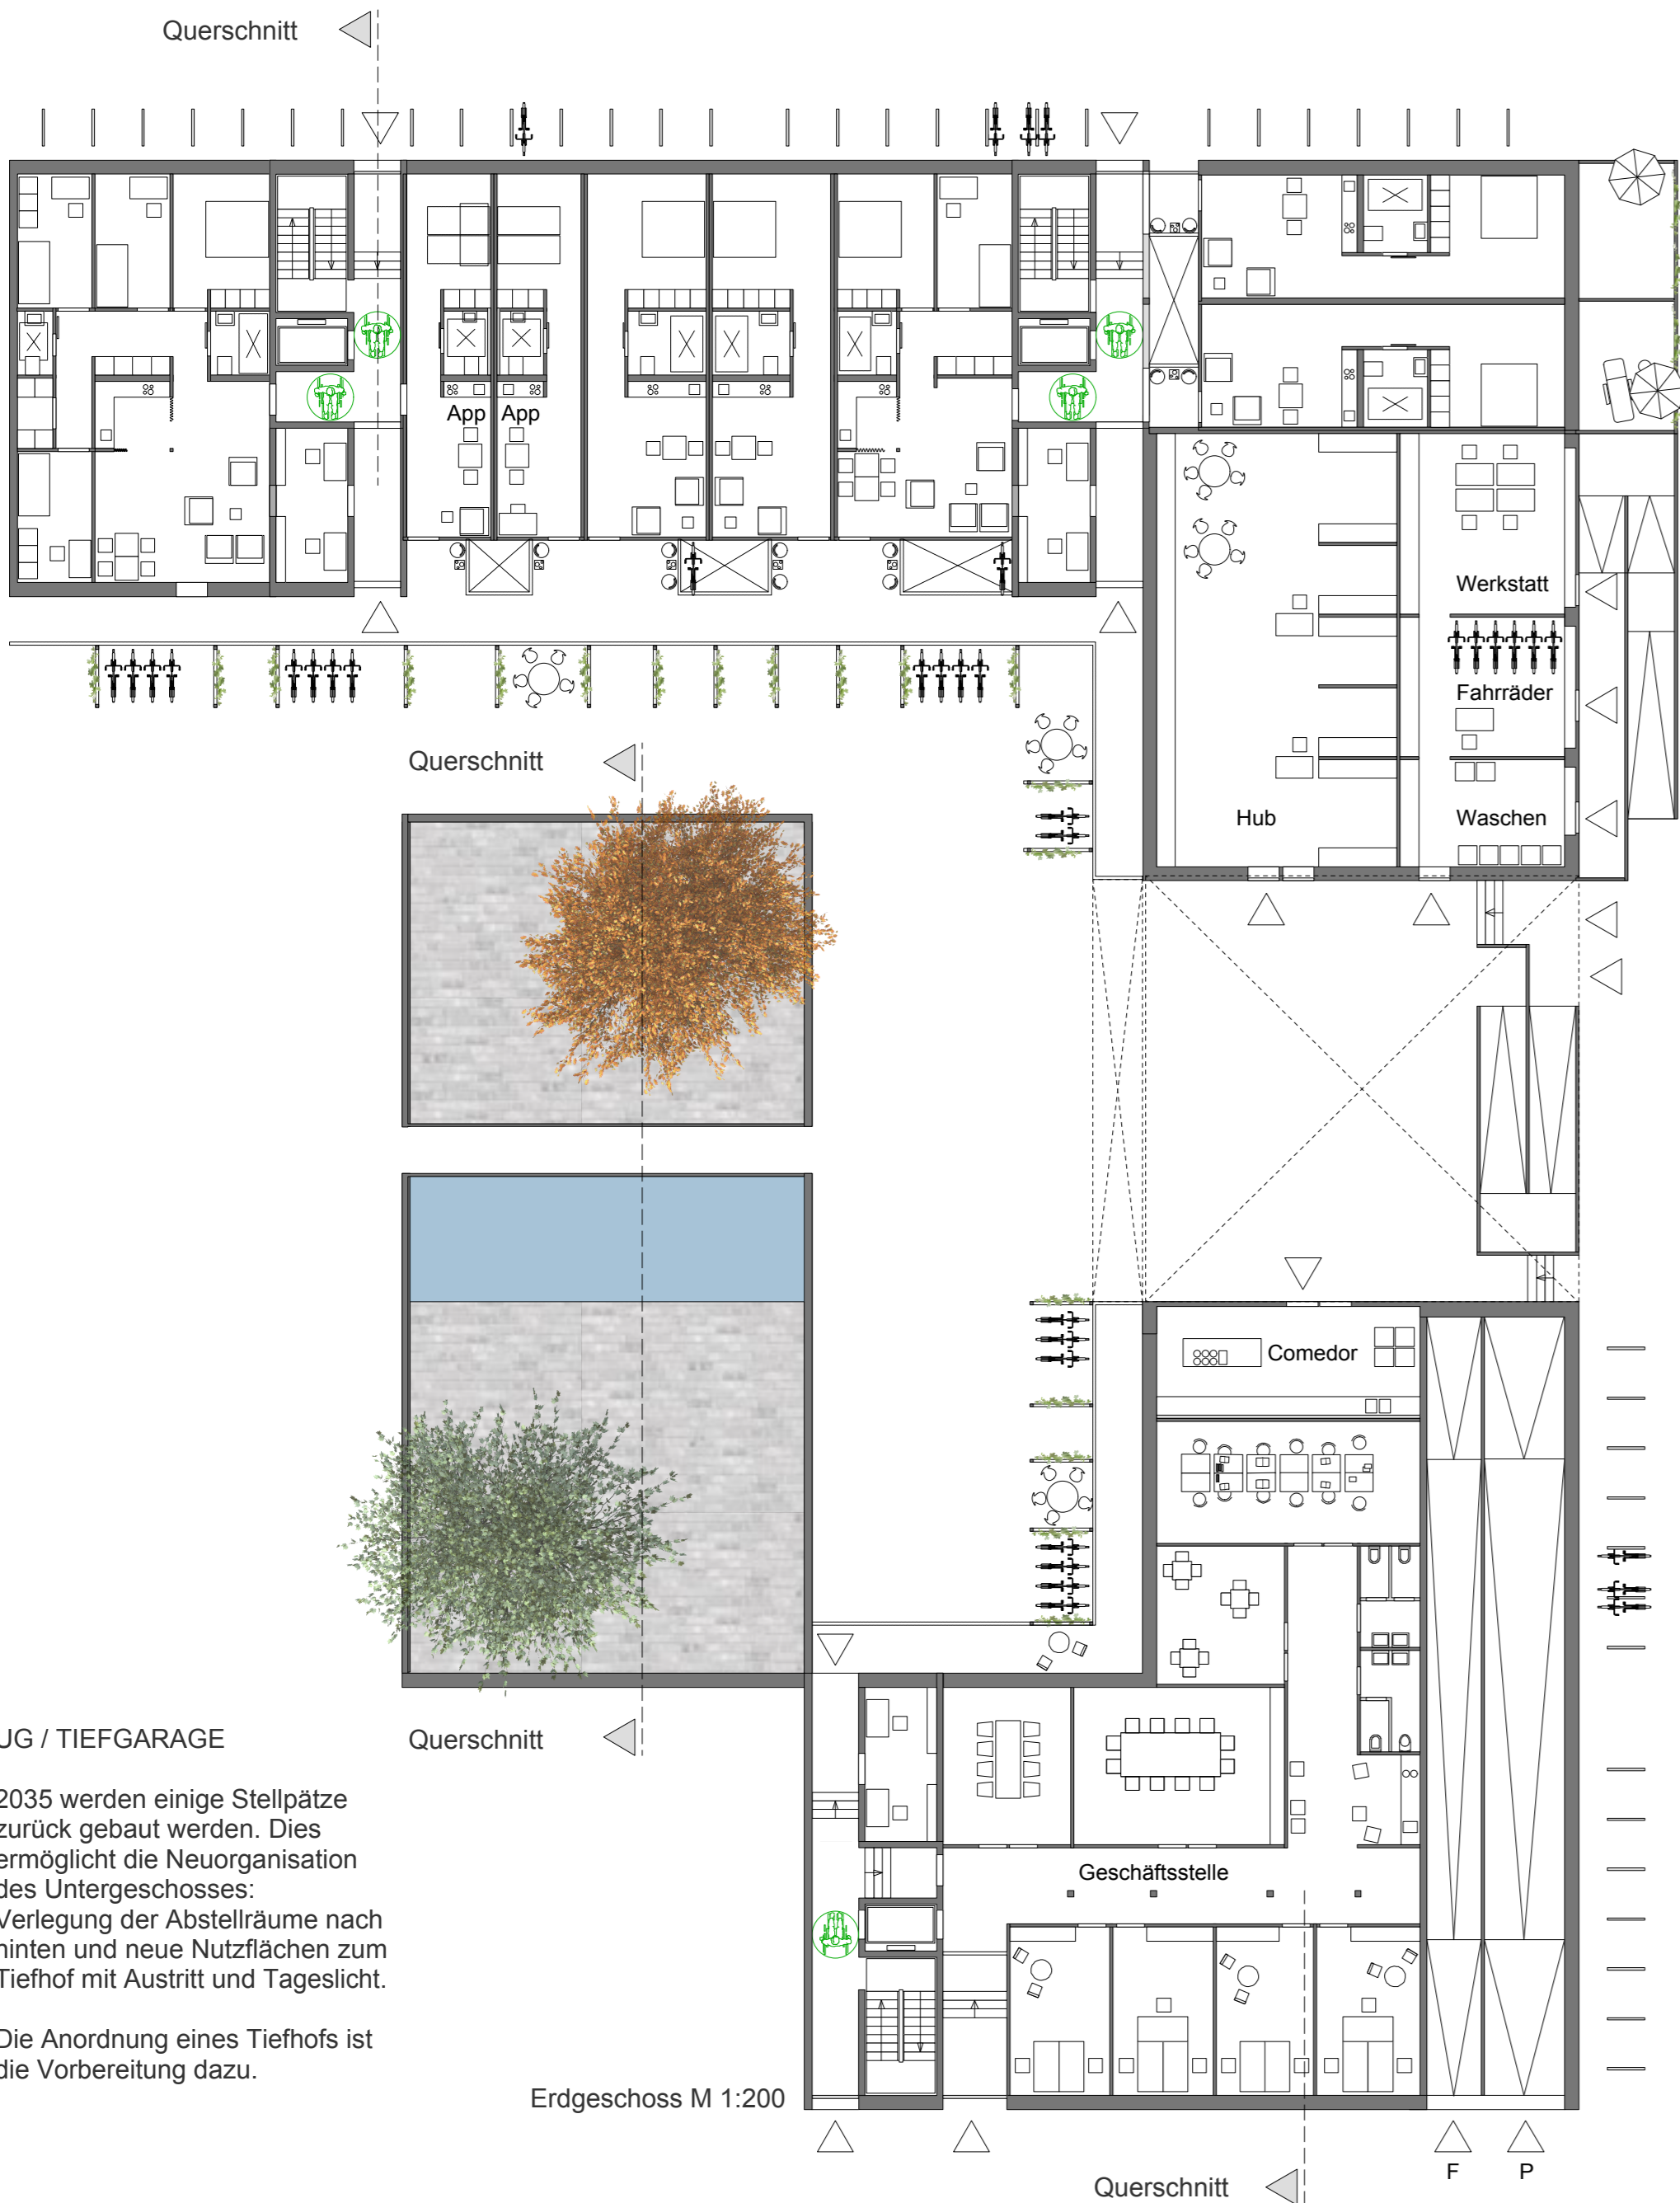 Querschnitt
App App
Werkstatt
Fahrräder
Querschnitt
Hub
Waschen
Comedor
UG / TIEFGARAGE
Querschnitt
2035 werden einige Stellpätze
zurück gebaut werden. Dies
ermöglicht die Neuorganisation
des Untergeschosses:
Verlegung der Abstellräume nach
hinten und neue Nutzflächen zum
Tiefhof mit Austritt und Tageslicht.
Geschäftsstelle
Die Anordnung eines Tiefhofs ist
die Vorbereitung dazu.
Erdgeschoss M 1:200
F P
Querschnitt